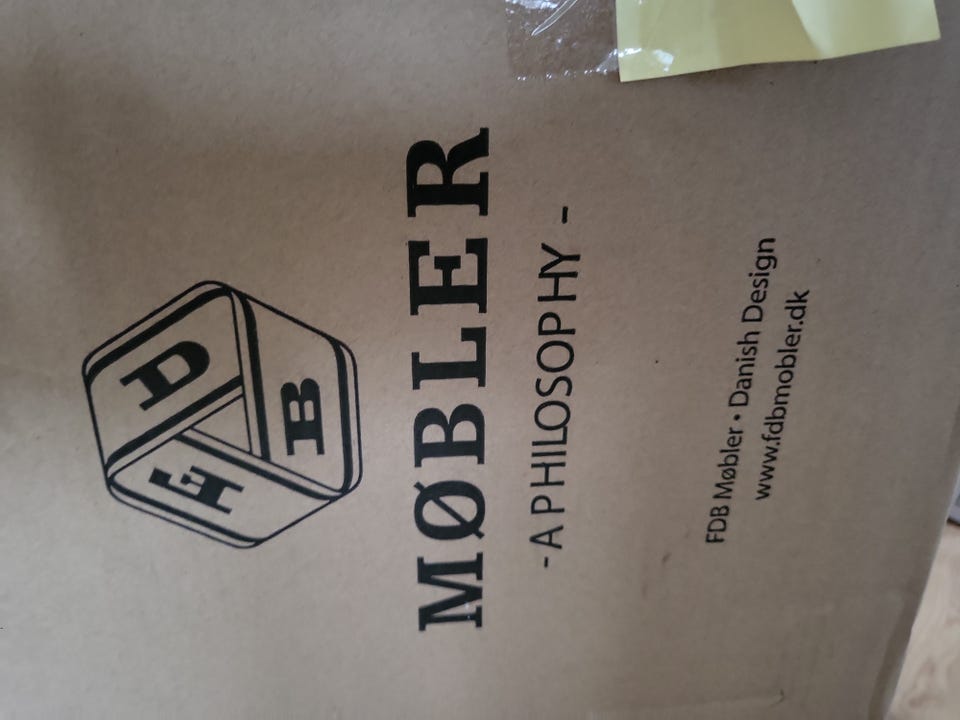 FDB
MØBLER
- A PHILOSOPHY -
FDB Møbler • Danish Design
www.fdbmobler.dk